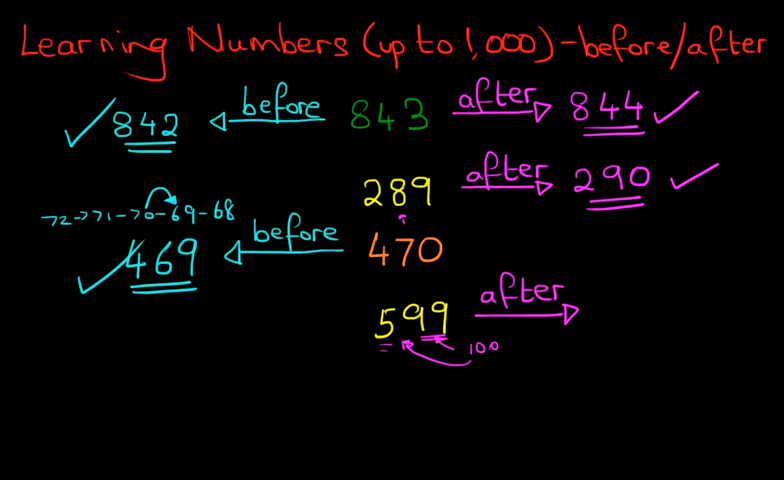 Learning Numbers (up to 1,000) - before/after
842 before 843 after 844
289 after 290
72->71-70-69-68
469 before 470
599 after
100